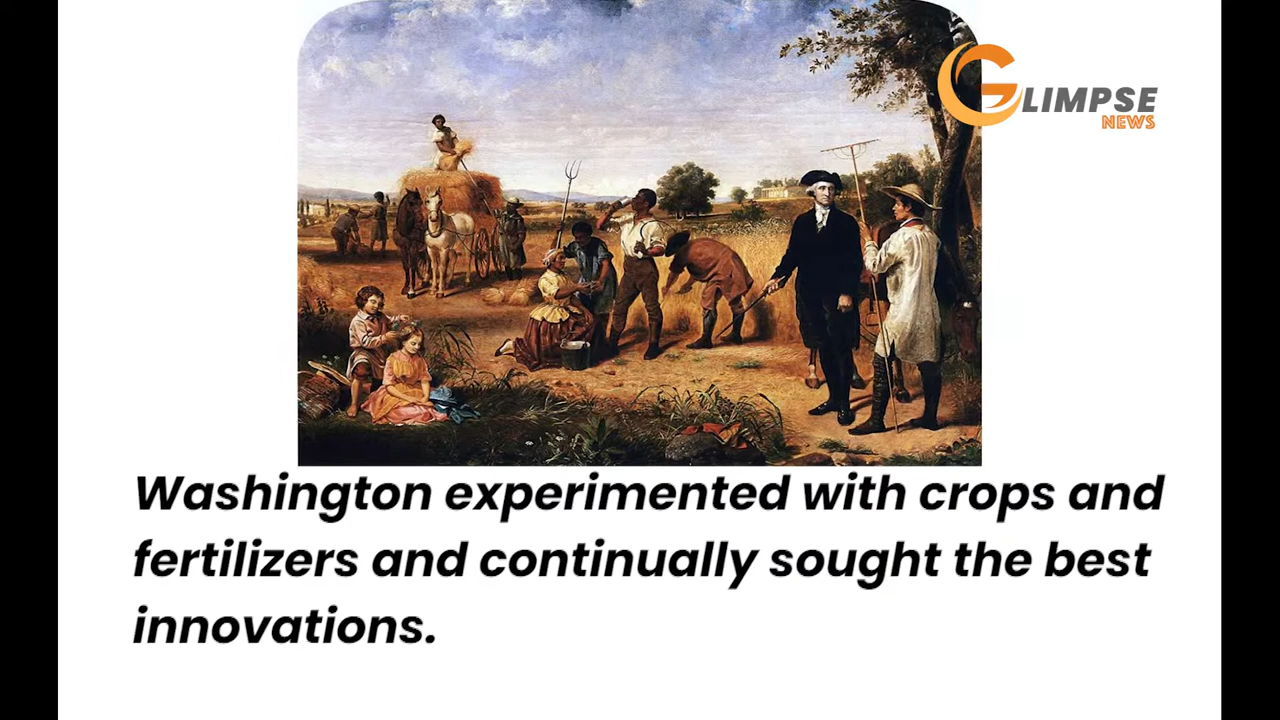 GLIMPSE
NEWS
Washington experimented with crops and
fertilizers and continually sought the best
innovations.